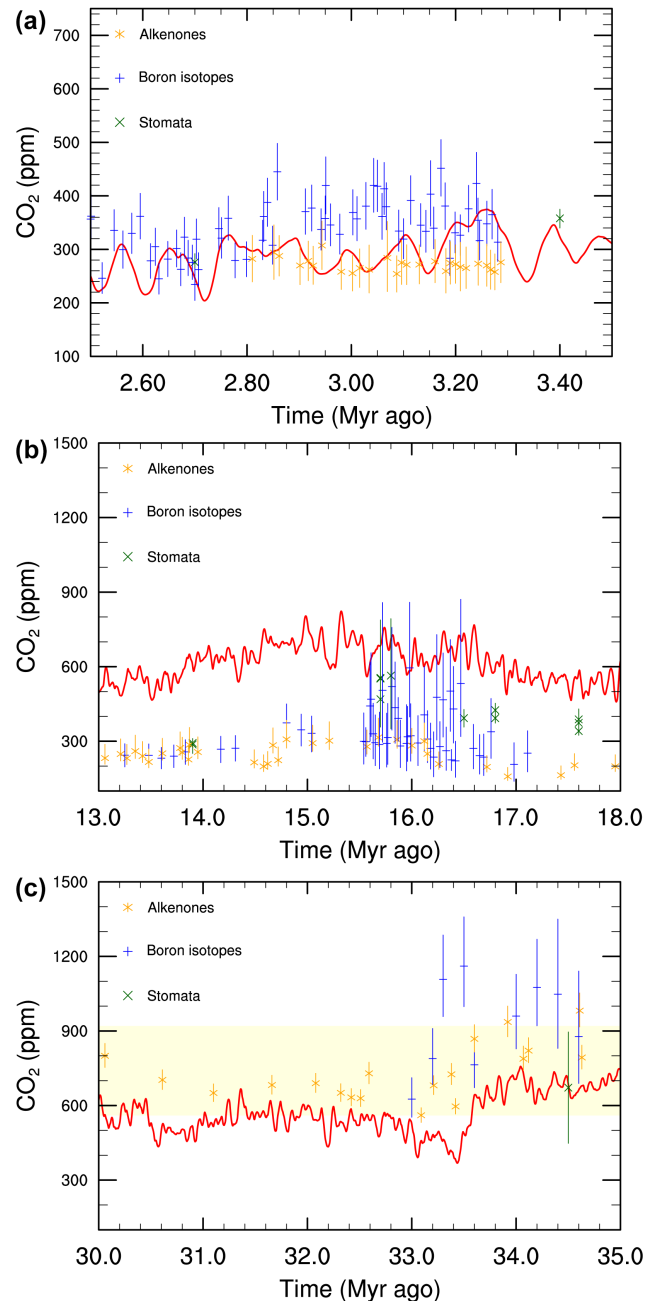 (a)
700
600
500
400
300
200
100
CO2 (ppm)
Alkenones
Boron isotopes
Stomata
2.60 2.80 3.00 3.20 3.40
Time (Myr ago)
(b)
1500
1200
900
600
300
CO2 (ppm)
Alkenones
Boron isotopes
Stomata
13.0 14.0 15.0 16.0 17.0 18.0
Time (Myr ago)
(c)
1500
1200
900
600
300
CO2 (ppm)
Alkenones
Boron isotopes
Stomata
30.0 31.0 32.0 33.0 34.0 35.0
Time (Myr ago)